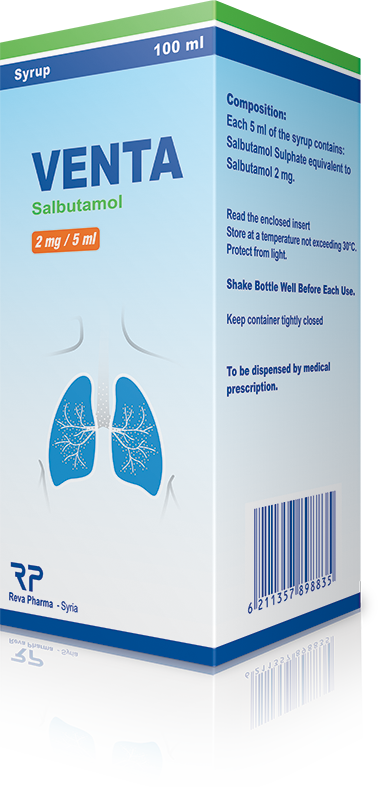 Syrup
100 ml
VENTA
Salbutamol
2 mg / 5 ml
RP
Reva Pharma - Syria
Composition:
Each 5 ml of the syrup contains:
Salbutamol Sulphate equivalent to
Salbutamol 2 mg.
Read the enclosed insert
Store at a temperature not exceeding 30°C.
Protect from light.
Shake Bottle Well Before Each Use.
Keep container tightly closed
To be dispensed by medical
prescription.
6 211357 898835